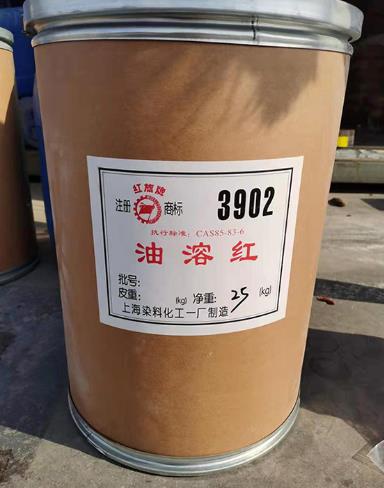 红旗牌
注册 商标 3902
执行标准: CAS85-83-6
油溶红
批号:
皮重: (kg) 净重: 25 (kg)
上海染料化工一厂制造